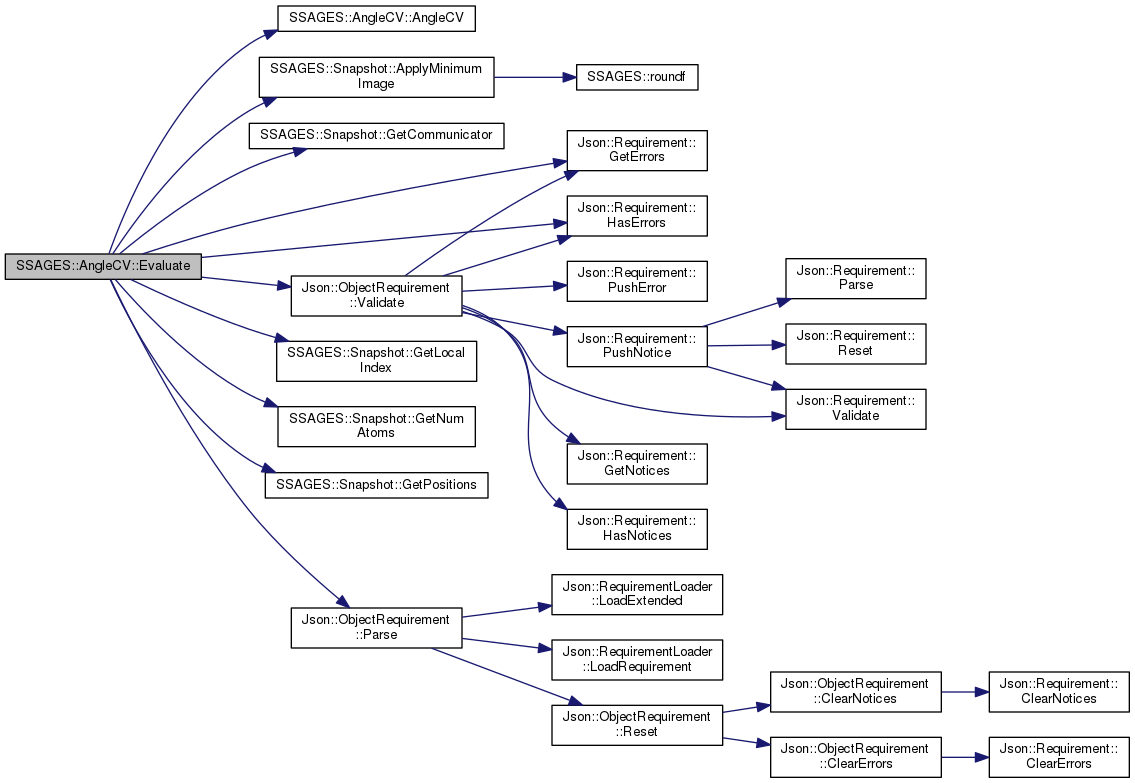 SSAGES::AngleCV::AngleCV
SSAGES::Snapshot::ApplyMinimum
Image
SSAGES::roundf
SSAGES::Snapshot::GetCommunicator
Json::Requirement::
GetErrors
Json::Requirement::
HasErrors
SSAGES::AngleCV::Evaluate
Json::ObjectRequirement
::Validate
Json::Requirement::
PushError
Json::Requirement::
Parse
Json::Requirement::
PushNotice
Json::Requirement::
Reset
SSAGES::Snapshot::GetLocal
Index
Json::Requirement::
Validate
SSAGES::Snapshot::GetNum
Atoms
Json::Requirement::
GetNotices
SSAGES::Snapshot::GetPositions
Json::Requirement::
HasNotices
Json::RequirementLoader
::LoadExtended
Json::ObjectRequirement
::Parse
Json::RequirementLoader
::LoadRequirement
Json::ObjectRequirement
::Reset
Json::ObjectRequirement
::ClearNotices
Json::Requirement::
ClearNotices
Json::ObjectRequirement
::ClearErrors
Json::Requirement::
ClearErrors